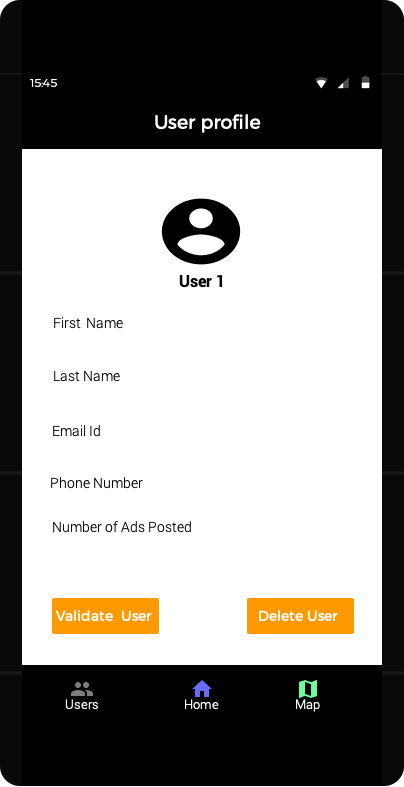 15:45
User profile
User 1
First Name
Last Name
Email Id
Phone Number
Number of Ads Posted
Validate User Delete User
Users Home Map